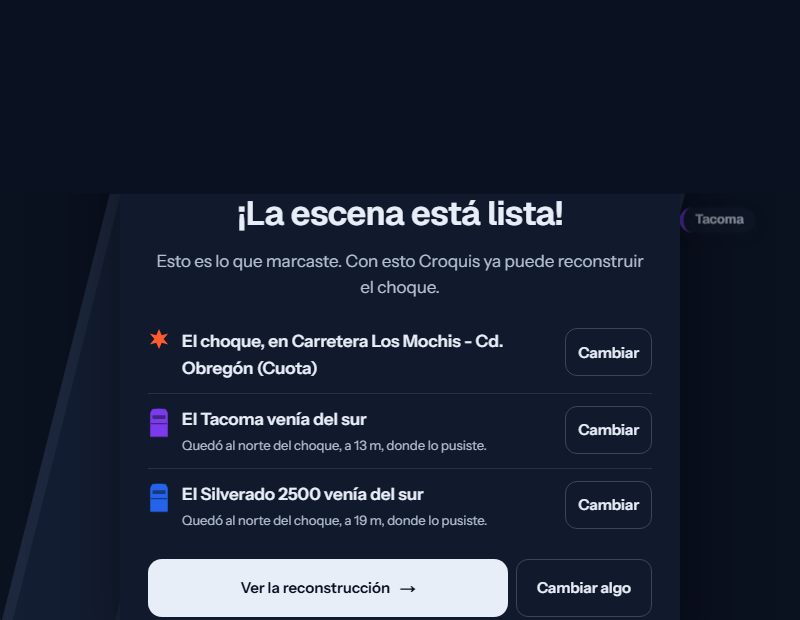 ¡La escena está lista!
Tacoma
Esto es lo que marcaste. Con esto Croquis ya puede reconstruir
el choque.
El choque, en Carretera Los Mochis - Cd.
Obregón (Cuota)
Cambiar
El Tacoma venía del sur
Quedó al norte del choque, a 13 m, donde lo pusiste.
Cambiar
El Silverado 2500 venía del sur
Quedó al norte del choque, a 19 m, donde lo pusiste.
Cambiar
Ver la reconstrucción →
Cambiar algo